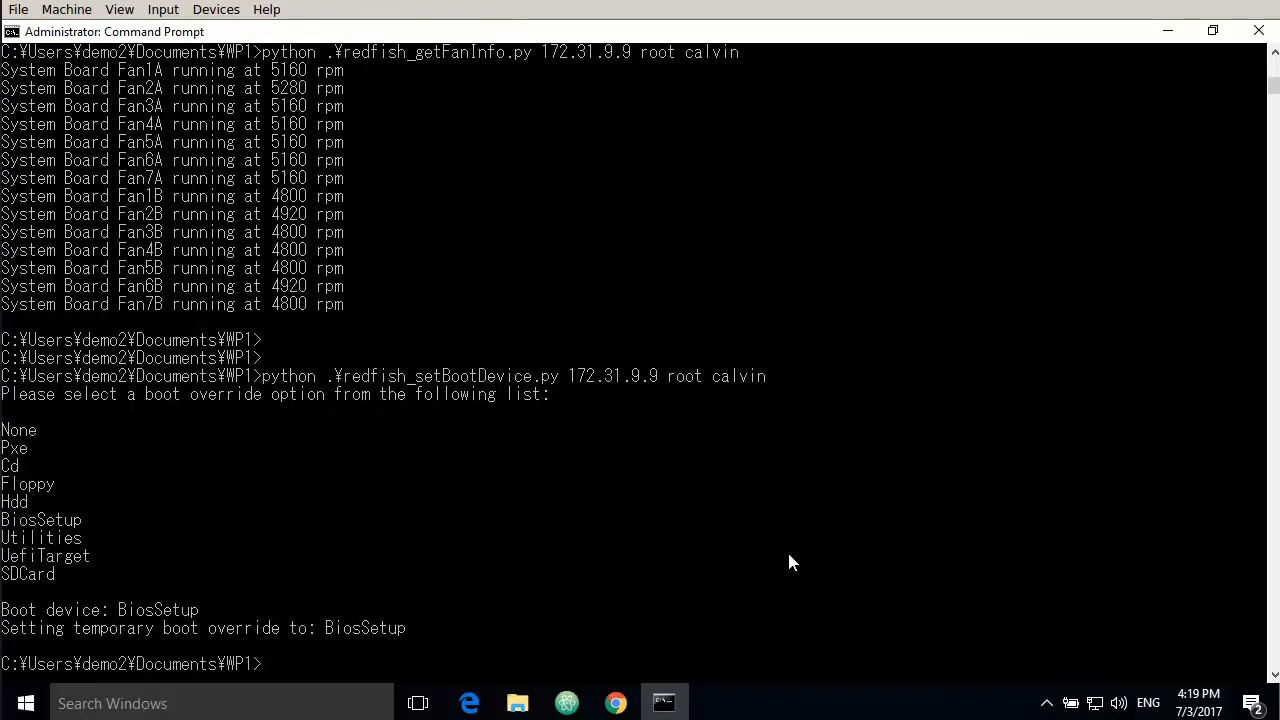 File Machine View Input Devices Help
Administrator: Command Prompt
C:¥Users¥demo2¥Documents¥WP1>python .¥redfish_getFanInfo.py 172.31.9.9 root calvin
System Board Fan1A running at 5160 rpm
System Board Fan2A running at 5280 rpm
System Board Fan3A running at 5160 rpm
System Board Fan4A running at 5160 rpm
System Board Fan5A running at 5160 rpm
System Board Fan6A running at 5160 rpm
System Board Fan7A running at 5160 rpm
System Board Fan1B running at 4800 rpm
System Board Fan2B running at 4920 rpm
System Board Fan3B running at 4800 rpm
System Board Fan4B running at 4800 rpm
System Board Fan5B running at 4800 rpm
System Board Fan6B running at 4920 rpm
System Board Fan7B running at 4800 rpm
C:¥Users¥demo2¥Documents¥WP1>
C:¥Users¥demo2¥Documents¥WP1>
C:¥Users¥demo2¥Documents¥WP1>python .¥redfish_setBootDevice.py 172.31.9.9 root calvin
Please select a boot override option from the following list:
None
Pxe
Cd
Floppy
Hdd
BiosSetup
Utilities
UefiTarget
SDCard
Boot device: BiosSetup
Setting temporary boot override to: BiosSetup
C:¥Users¥demo2¥Documents¥WP1>
Search Windows
ENG
4:19 PM
7/3/2017
2